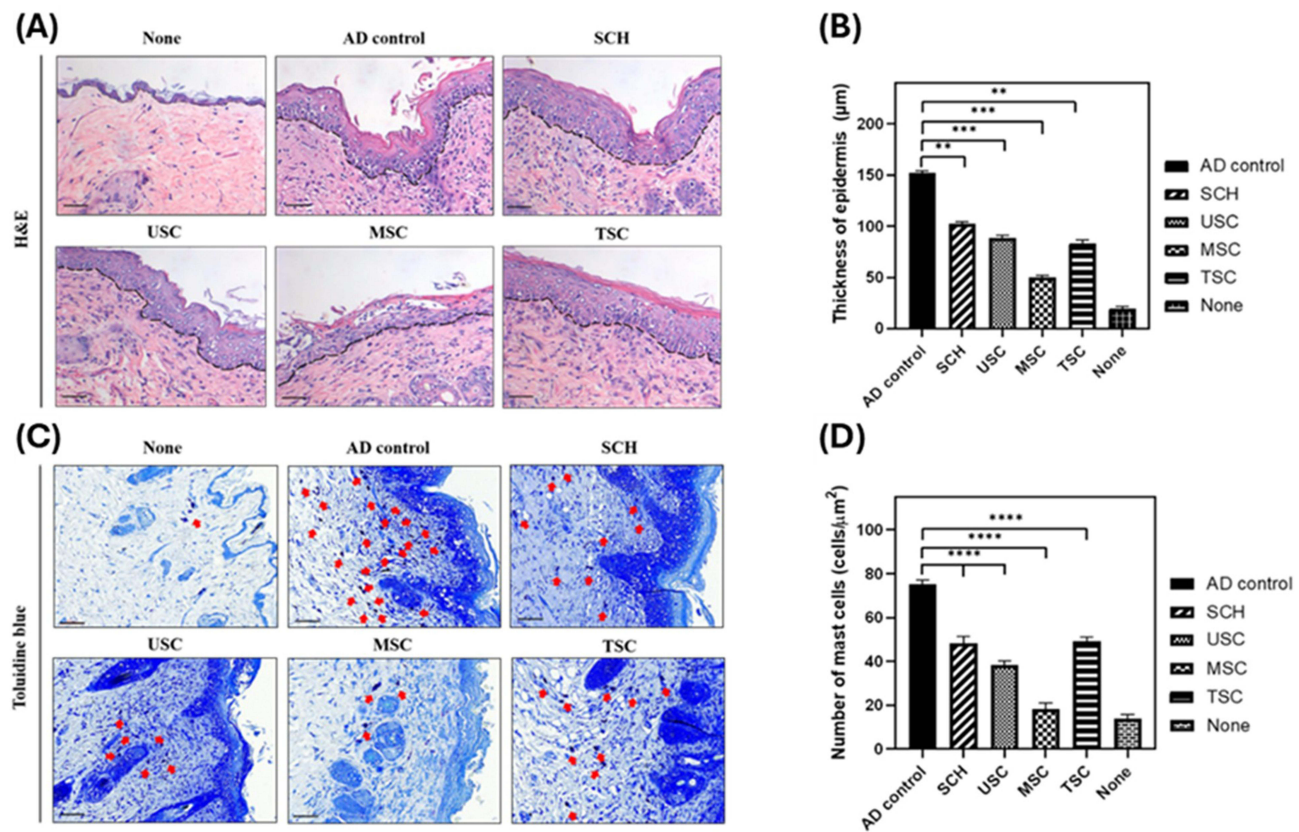 (A)
None
AD control
SCH
H&E
USC
MSC
TSC
(B)
Thickness of epidermis (µm)
200
150
100
50
0
**
***
***
**
AD control
SCH
USC
MSC
TSC
None
AD control
SCH
USC
MSC
TSC
None
(C)
None
AD control
SCH
Toluidine blue
USC
MSC
TSC
(D)
Number of mast cells (cells/µm²)
100
80
60
40
20
0
****
****
****
AD control
SCH
USC
MSC
TSC
None
AD control
SCH
USC
MSC
TSC
None